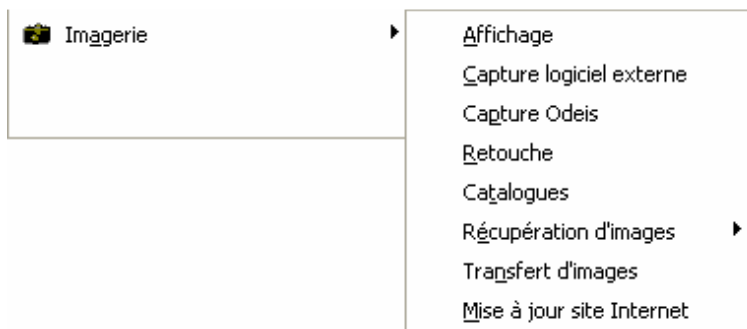 Imagerie
Affichage
Capture logiciel externe
Capture Odeis
Retouche
Catalogues
Récupération d'images
Transfert d'images
Mise à jour site Internet